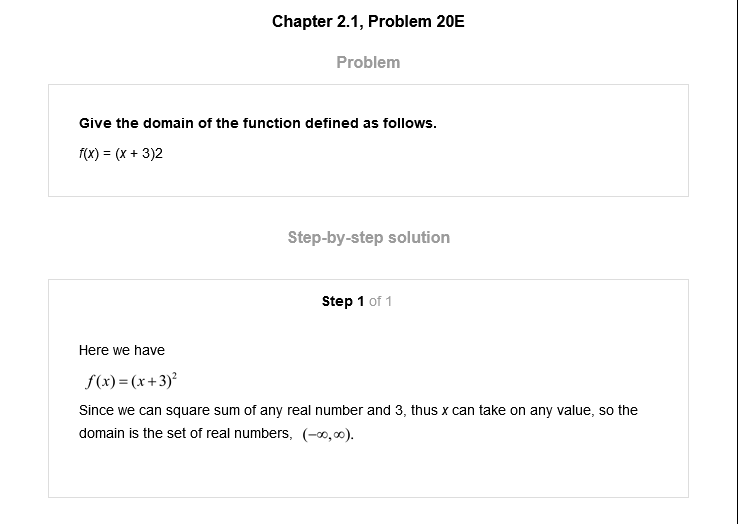 Chapter 2.1, Problem 20E
Problem
Give the domain of the function defined as follows.
f(x) = (x + 3)2
Step-by-step solution
Step 1 of 1
Here we have
f(x)=(x+3)²
Since we can square sum of any real number and 3, thus x can take on any value, so the
domain is the set of real numbers, (−∞,∞).